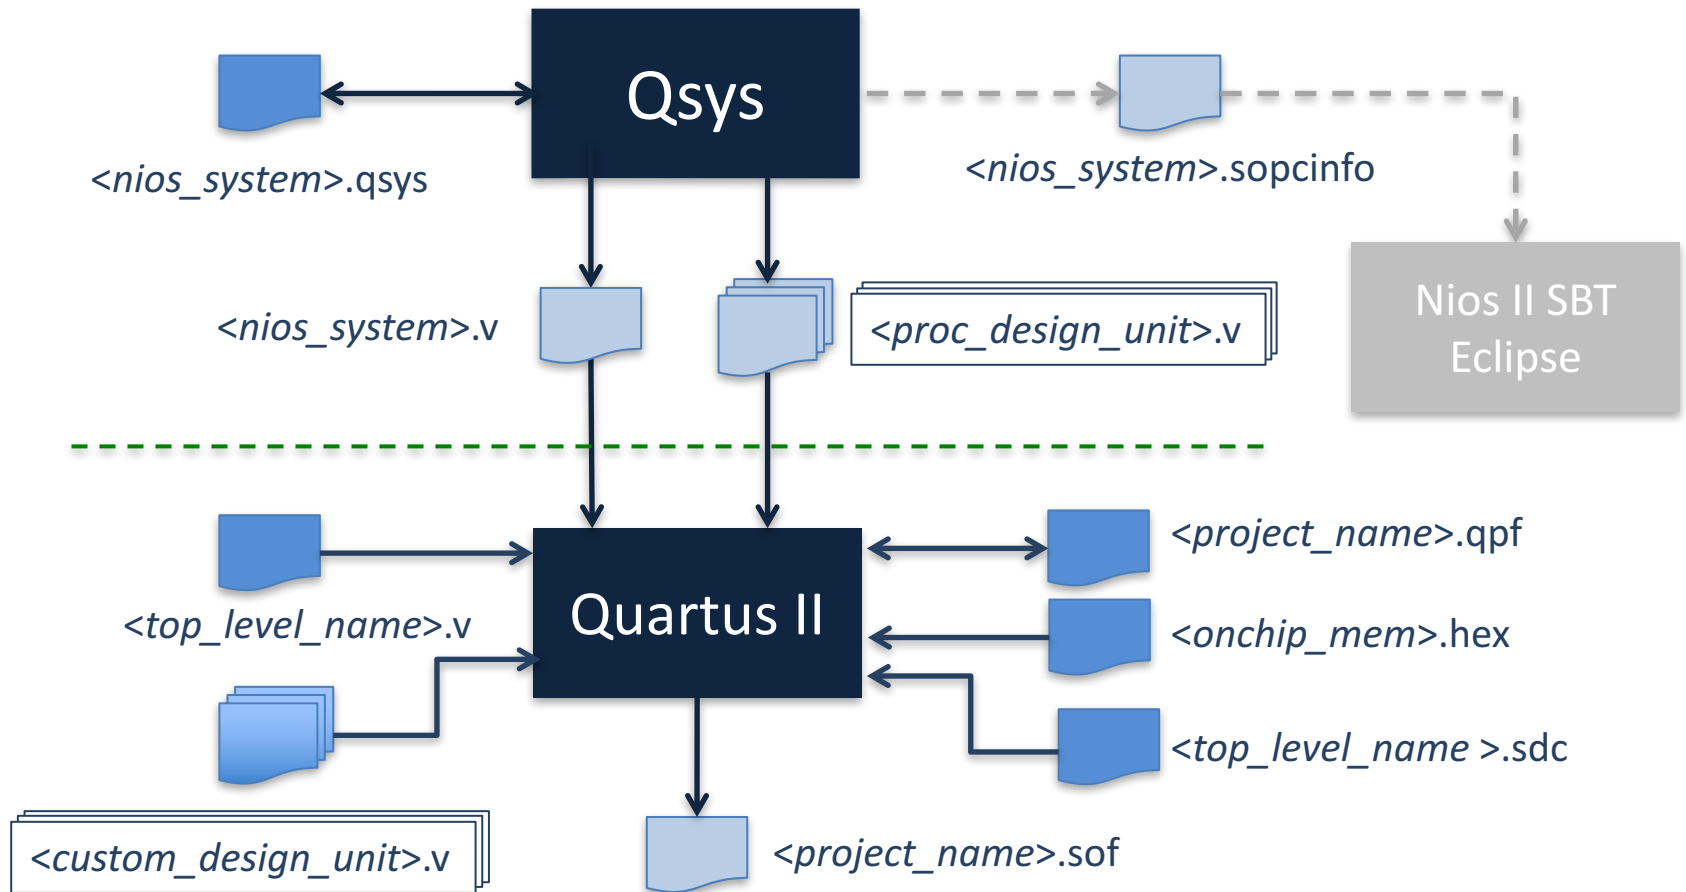 Qsys
<nios_system>.qsys
<nios_system>.sopcinfo
<nios_system>.v
<proc_design_unit>.v
Nios II SBT
Eclipse
<top_level_name>.v
Quartus II
<project_name>.qpf
<onchip_mem>.hex
<top_level_name >.sdc
<custom_design_unit>.v
<project_name>.sof